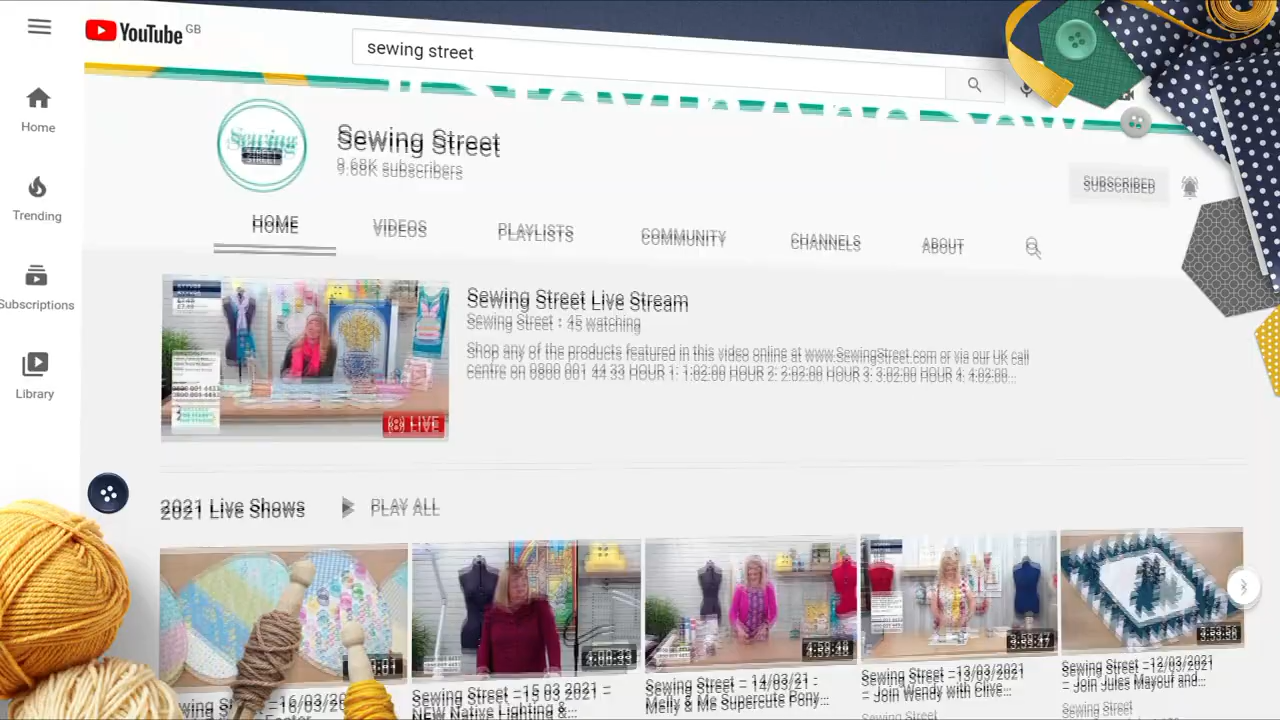 YouTube GB
sewing street
Home
Trending
Subscriptions
Library
Sewing STREET
Sewing Street
9.68K subscribers
SUBSCRIBED
HOME VIDEOS PLAYLISTS COMMUNITY CHANNELS ABOUT
Sewing Street Live Stream
Sewing Street · 45 watching
Shop any of the products featured in this video online at www.SewingStreet.com or via our UK call
Centre on 0800 001 44 33 HOUR 1: 1:02:00 HOUR 2: 2:03:00 HOUR 3: 3:02:00 HOUR 4: 4:02:00...
LIVE
2021 Live Shows PLAY ALL
4:00:33
4:59:48
3:59:47
3:59:58
Sewing Street - 15 03 2021 -
NEW Native Lighting &...
Sewing Street - 14/03/21 -
Melly & Me Supercute Pony...
Sewing Street -13/03/2021
- Join Wendy with Clive...
Sewing Street
Sewing Street -12/03/2021
- Join Jules Mayouf and...
Sewing Street